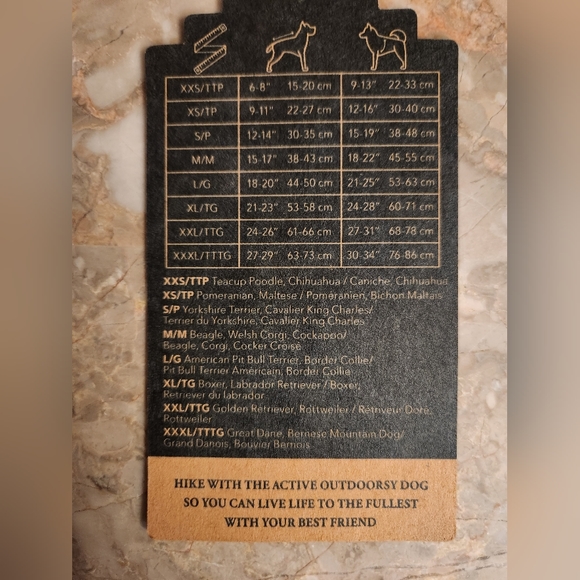 XXS/TTP 6-8" 15-20 cm 9-13" 22-33 cm
XS/TP 9-11" 22-27 cm 12-16" 30-40 cm
S/P 12-14" 30-35 cm 15-19" 38-48 cm
M/M 15-17" 38-43 cm 18-22" 45-55 cm
L/G 18-20" 44-50 cm 21-25" 53-63 cm
XL/TG 21-23" 53-58 cm 24-28" 60-71 cm
XXL/TTG 24-26" 61-66 cm 27-31" 68-78 cm
XXXL/TTTG 27-29" 63-73 cm 30-34" 76-86 cm
XXS/TTP Teacup Poodle, Chihuahua / Caniche, Chihuahua
XS/TP Pomeranian, Maltese / Pomeranien, Bichon Maltais
S/P Yorkshire Terrier, Cavalier King Charles/
Terrier du Yorkshire, Cavalier King Charles
M/M Beagle, Welsh Corgi, Cockapoo/
Beagle, Corgi, Cocker Croisé
L/G American Pit Bull Terrier, Border Collie/
Pit Bull Terrier Américain, Border Collie
XL/TG Boxer, Labrador Retriever / Boxer,
Retriever du labrador
XXL/TTG Golden Retriever, Rottweiler / Retriveur Doré,
Rottweiler
XXXL/TTTG Great Dane, Bernese Mountain Dog/
Grand Danois, Bouvier Bernois
HIKE WITH THE ACTIVE OUTDOORSY DOG
SO YOU CAN LIVE LIFE TO THE FULLEST
WITH YOUR BEST FRIEND